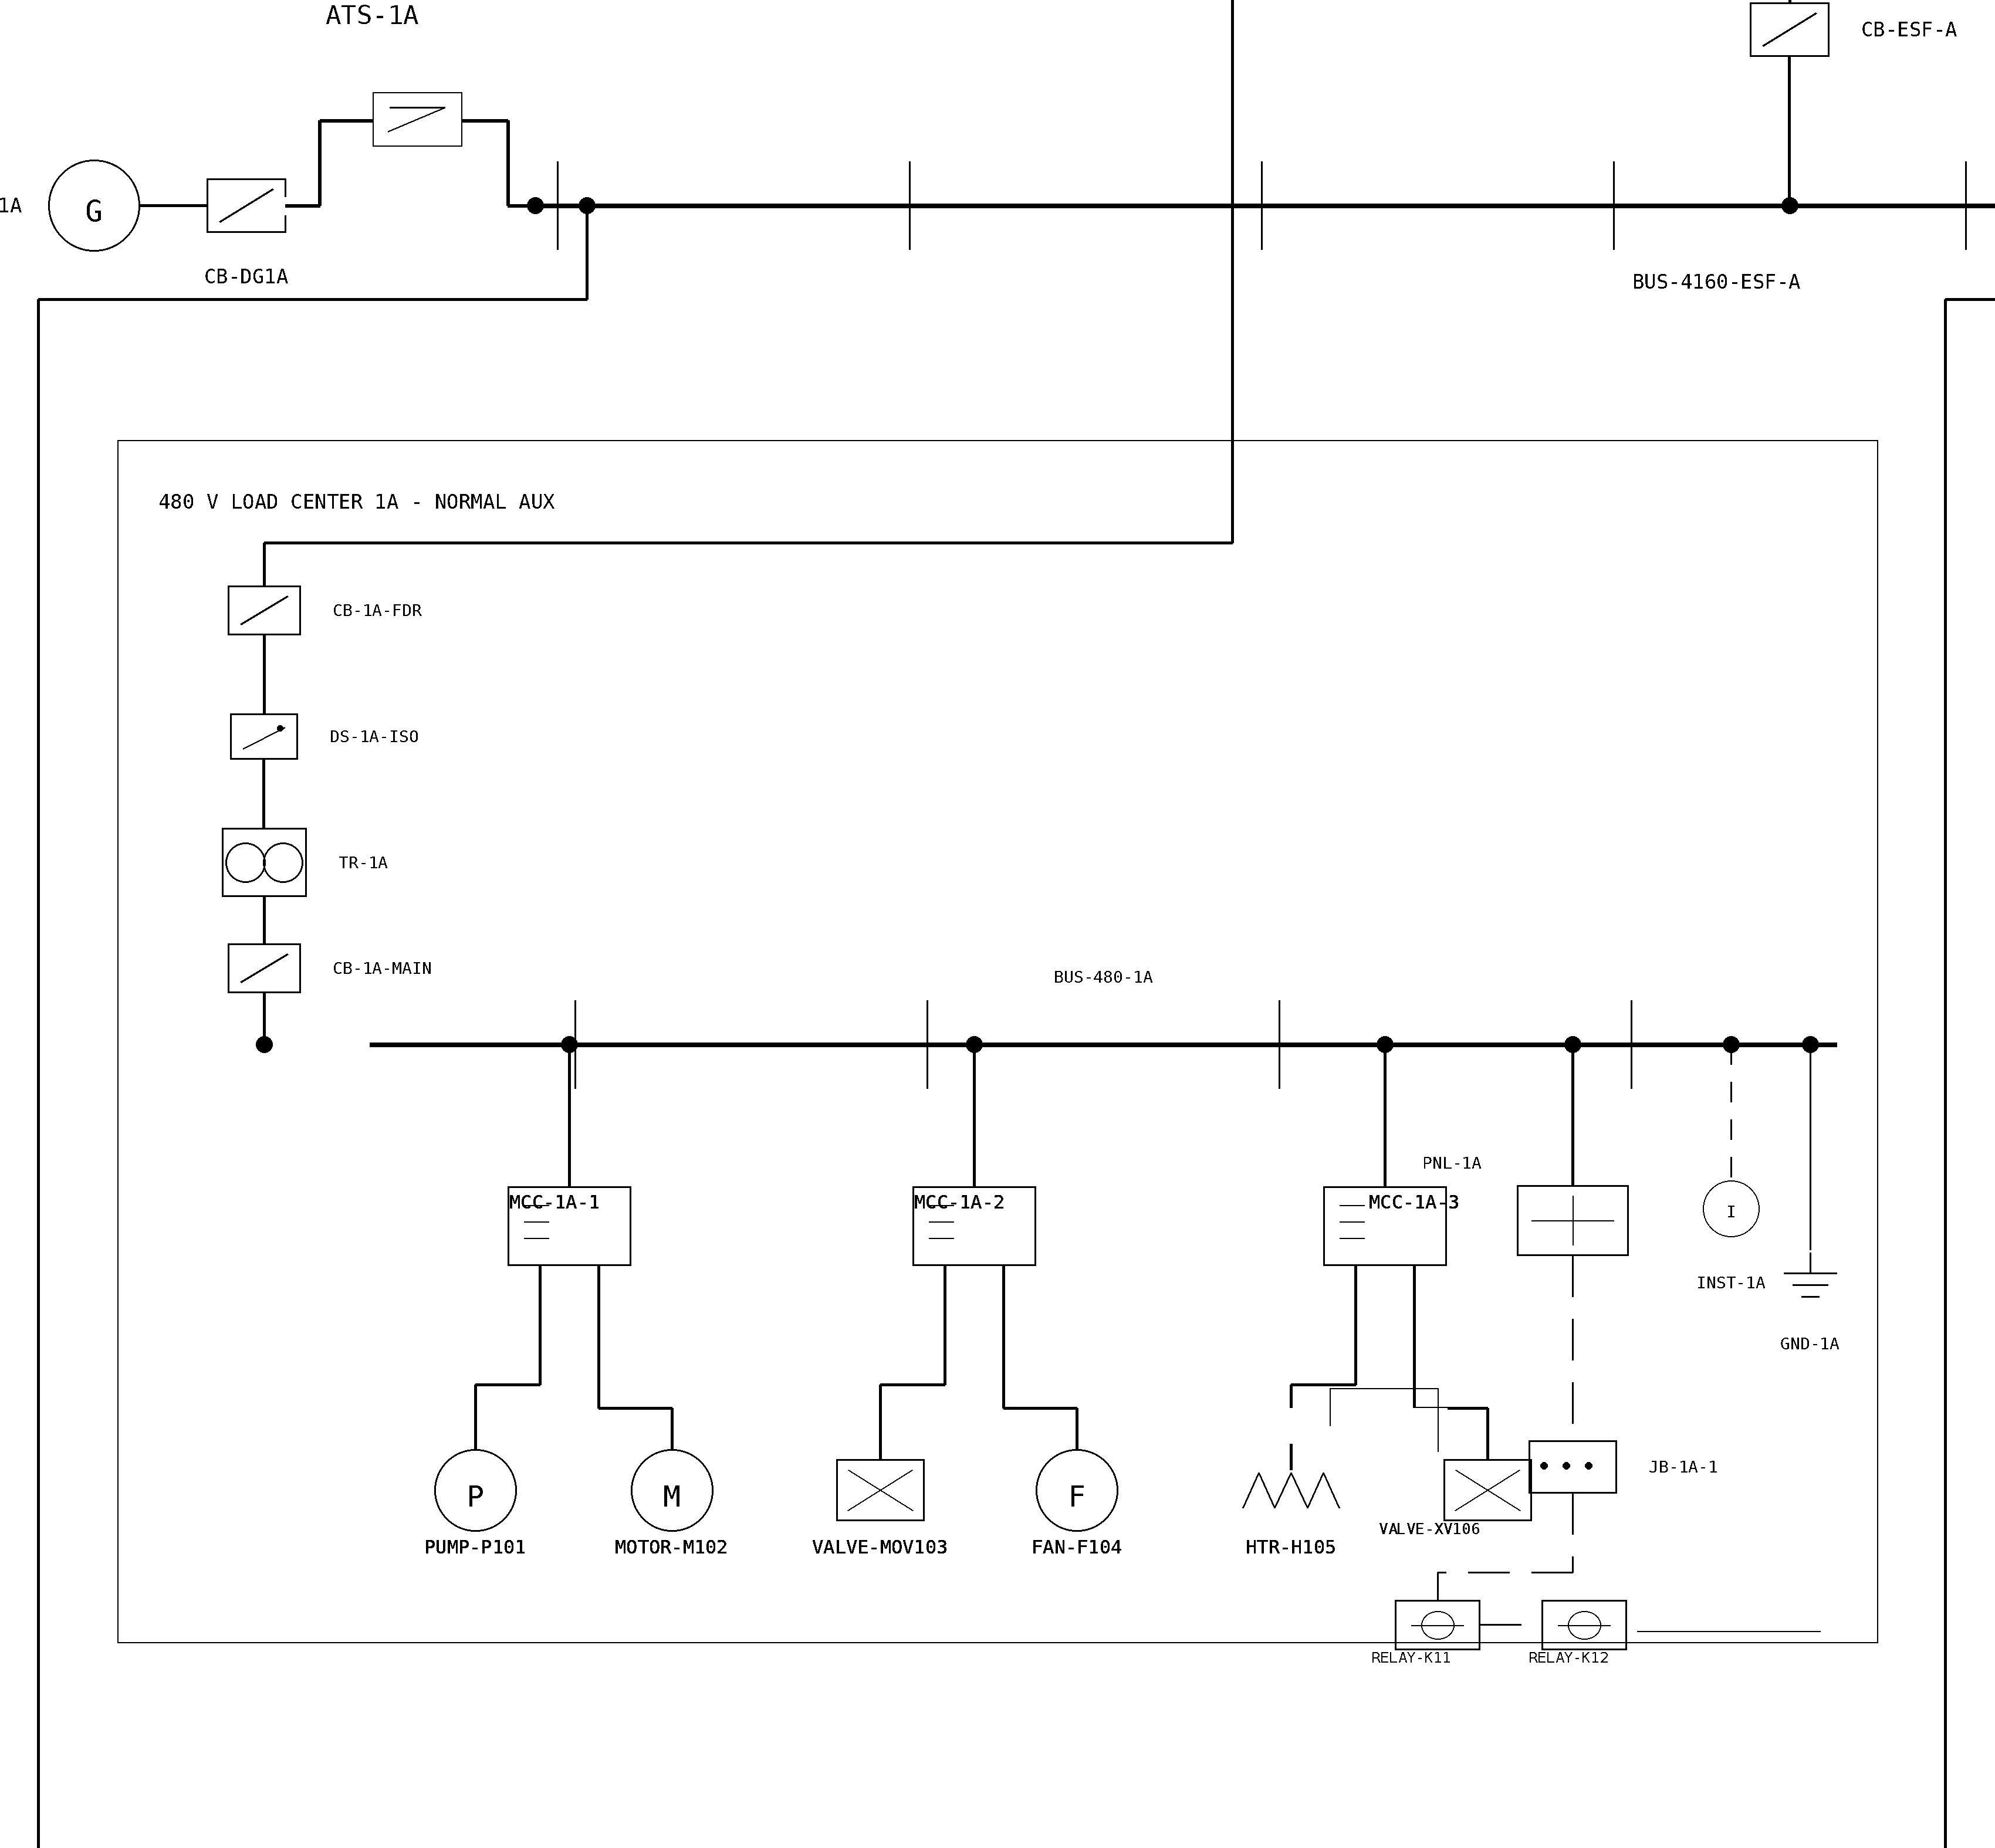 ATS-1A
CB-ESF-A
1A
G
CB-DG1A
BUS-4160-ESF-A
480 V LOAD CENTER 1A - NORMAL AUX
CB-1A-FDR
DS-1A-ISO
TR-1A
CB-1A-MAIN
BUS-480-1A
PNL-1A
MCC-1A-1
MCC-1A-2
MCC-1A-3
I
INST-1A
GND-1A
JB-1A-1
P
M
F
VALVE-XV106
PUMP-P101
MOTOR-M102
VALVE-MOV103
FAN-F104
HTR-H105
RELAY-K11
RELAY-K12